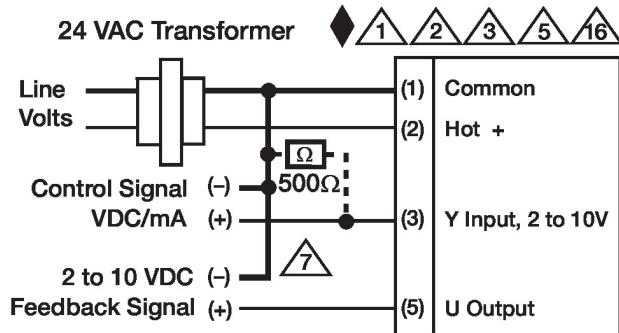 24 VAC Transformer
1 2 3 5 16
Line
Volts
(1) Common
(2) Hot +
Ω
500Ω
Control Signal (-)
VDC/mA (+)
(3) Y Input, 2 to 10V
7
2 to 10 VDC (-)
Feedback Signal (+)
(5) U Output